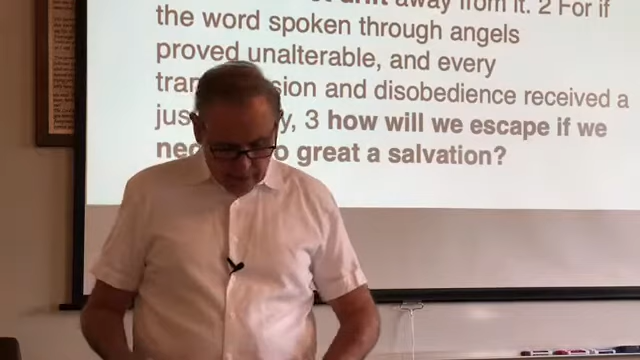 away from it. 2 For if
the word spoken through angels
proved unalterable, and every
and disobedience received a
3 how will we escape if we
great a salvation?